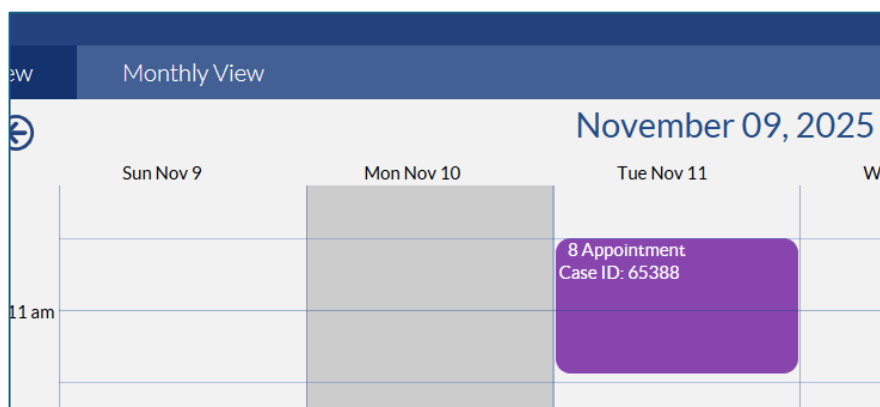 ew Monthly View
November 09, 2025
Sun Nov 9 Mon Nov 10 Tue Nov 11 W
8 Appointment
Case ID: 65388
11 am